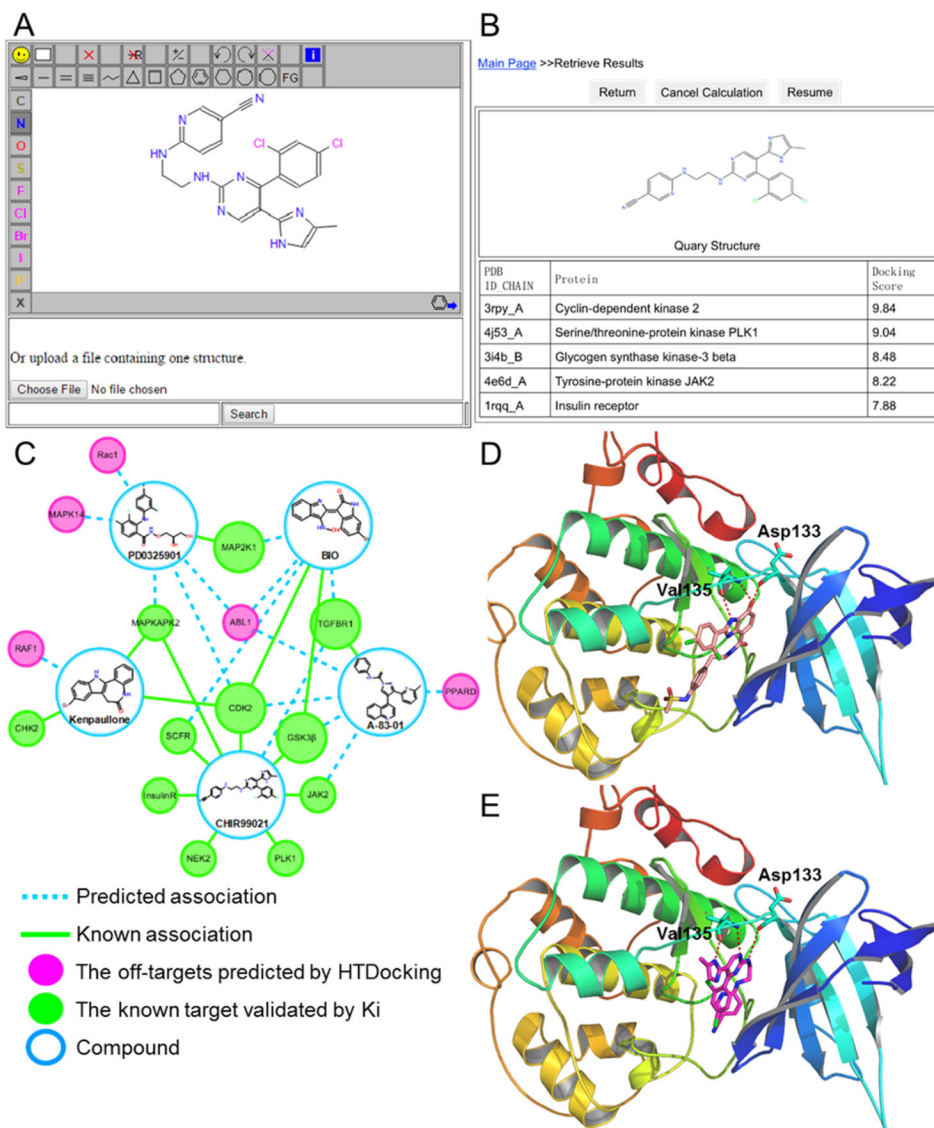 A
R
+/-
i
FG
C
N
O
S
F
Cl
Br
I
P
X
N
N
HN
NH
N
N
Cl
Cl
N
HN
Or upload a file containing one structure.
Choose File No file chosen
Search
B
Main Page >>Retrieve Results
Return Cancel Calculation Resume
Quary Structure
PDB ID_CHAIN Protein Docking Score
3rpy_A Cyclin-dependent kinase 2 9.84
4j53_A Serine/threonine-protein kinase PLK1 9.04
3i4b_B Glycogen synthase kinase-3 beta 8.48
4e6d_A Tyrosine-protein kinase JAK2 8.22
1rqq_A Insulin receptor 7.88
C
Rac1
MAPK14
PD0325901
MAP2K1
BIO
MAPKAPK2
ABL1
TGFBR1
RAF1
Kenpaullone
CDK2
A-83-01
PPARD
CHK2
SCFR
GSK3β
InsulinR
CHIR99021
JAK2
NEK2
PLK1
Predicted association
Known association
The off-targets predicted by HTDocking
The known target validated by Ki
Compound
D
Asp133
Val135
E
Asp133
Val135